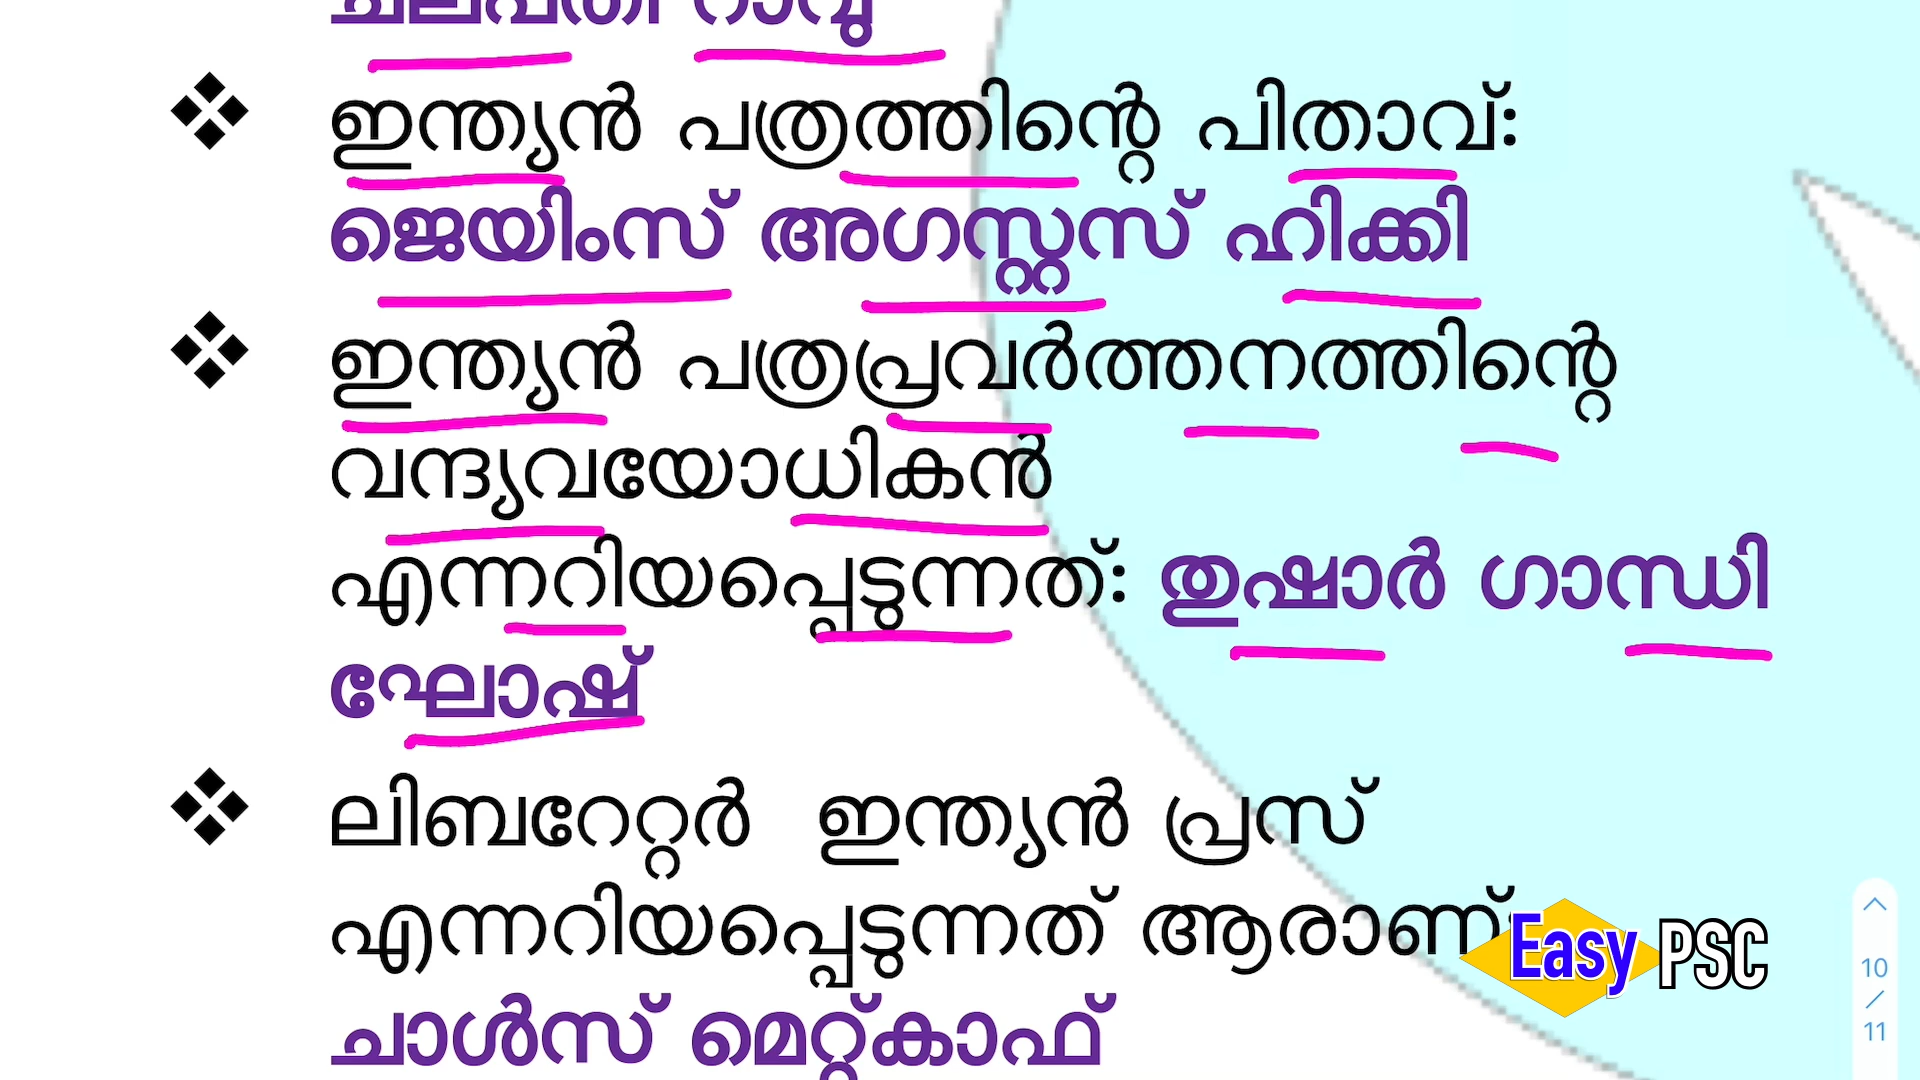 ചലപതി റാവു
ഇന്ത്യൻ പത്രത്തിന്റെ പിതാവ്:
ജെയിംസ് അഗസ്റ്റസ് ഹിക്കി
ഇന്ത്യൻ പത്രപ്രവർത്തനത്തിന്റെ
വന്ദ്യവയോധികൻ
എന്നറിയപ്പെടുന്നത്: തുഷാർ ഗാന്ധി
ഘോഷ്
ലിബറേറ്റർ ഇന്ത്യൻ പ്രസ്
എന്നറിയപ്പെടുന്നത് ആരാണ്:
ചാൾസ് മെറ്റ്കാഫ്
Easy PSC
10
/
11